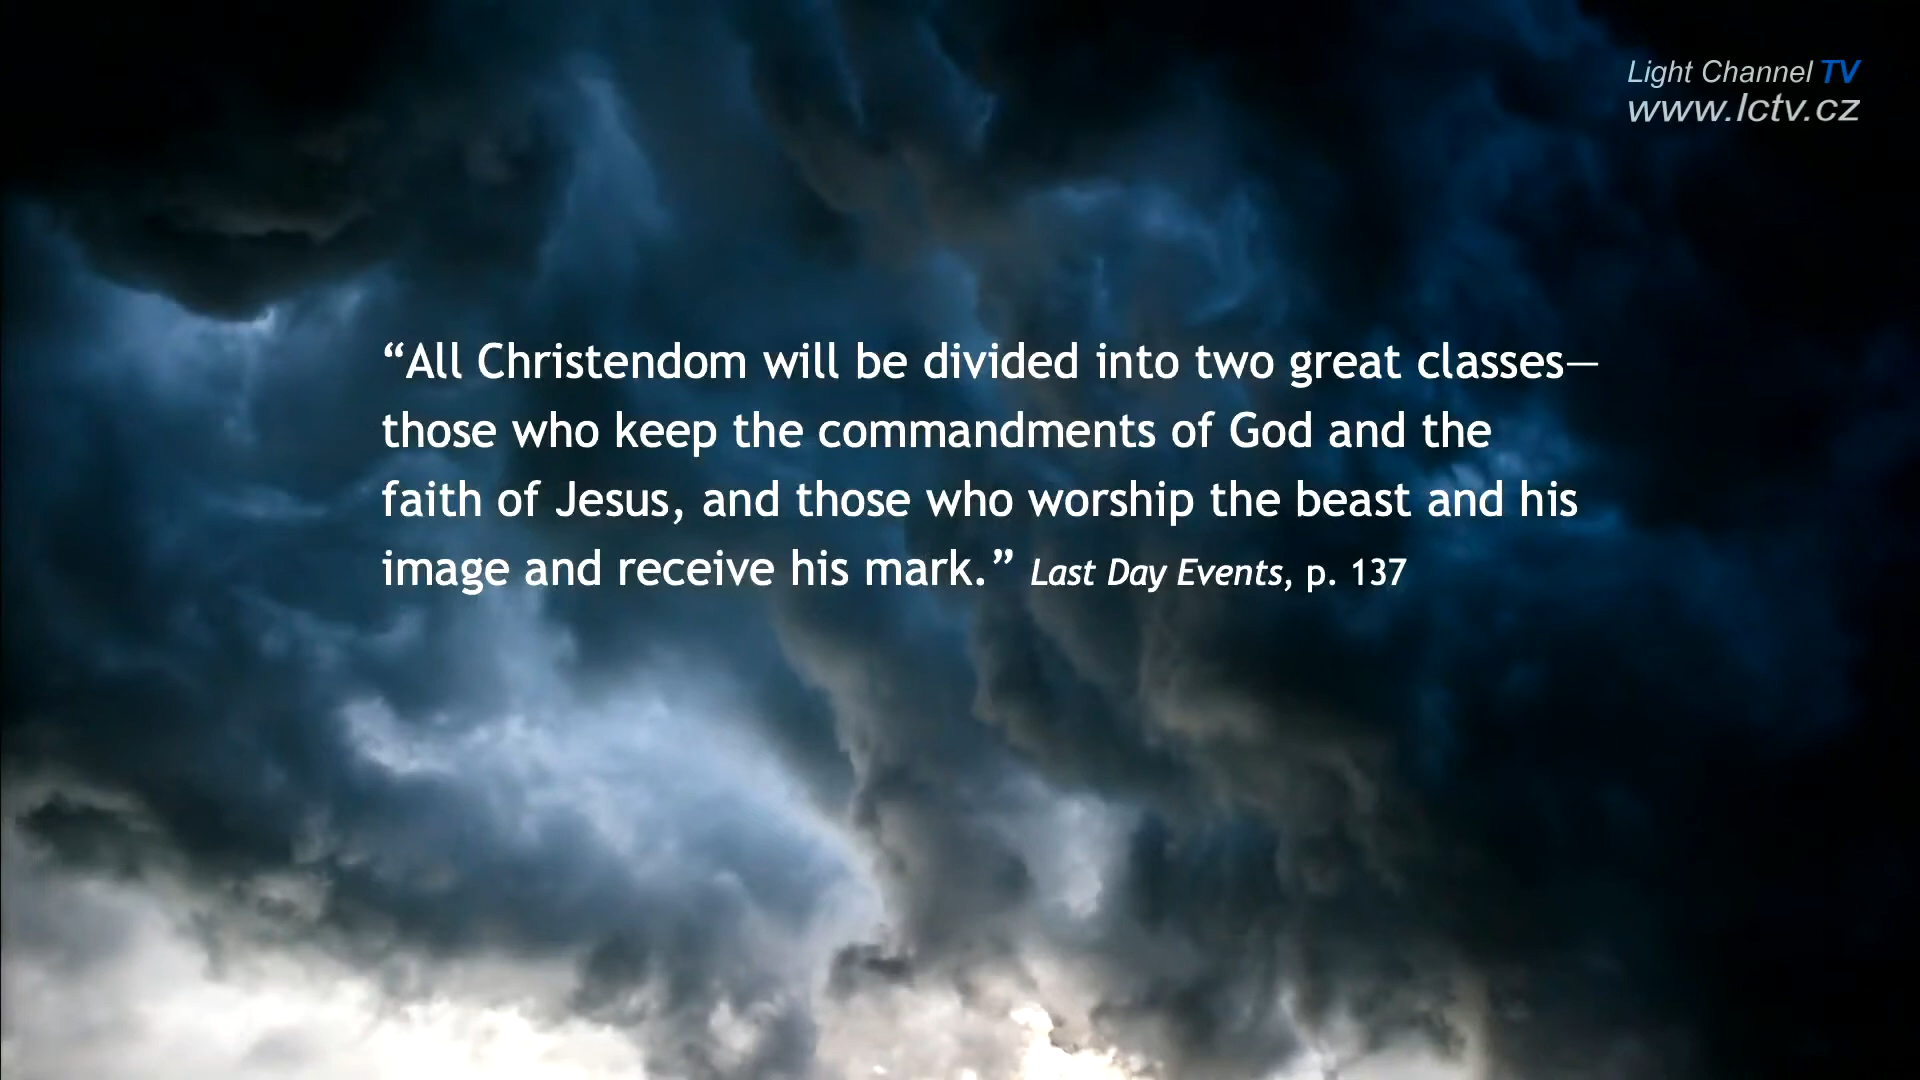 Light Channel TV
www.lctv.cz
“All Christendom will be divided into two great classes—
those who keep the commandments of God and the
faith of Jesus, and those who worship the beast and his
image and receive his mark.” Last Day Events, p. 137